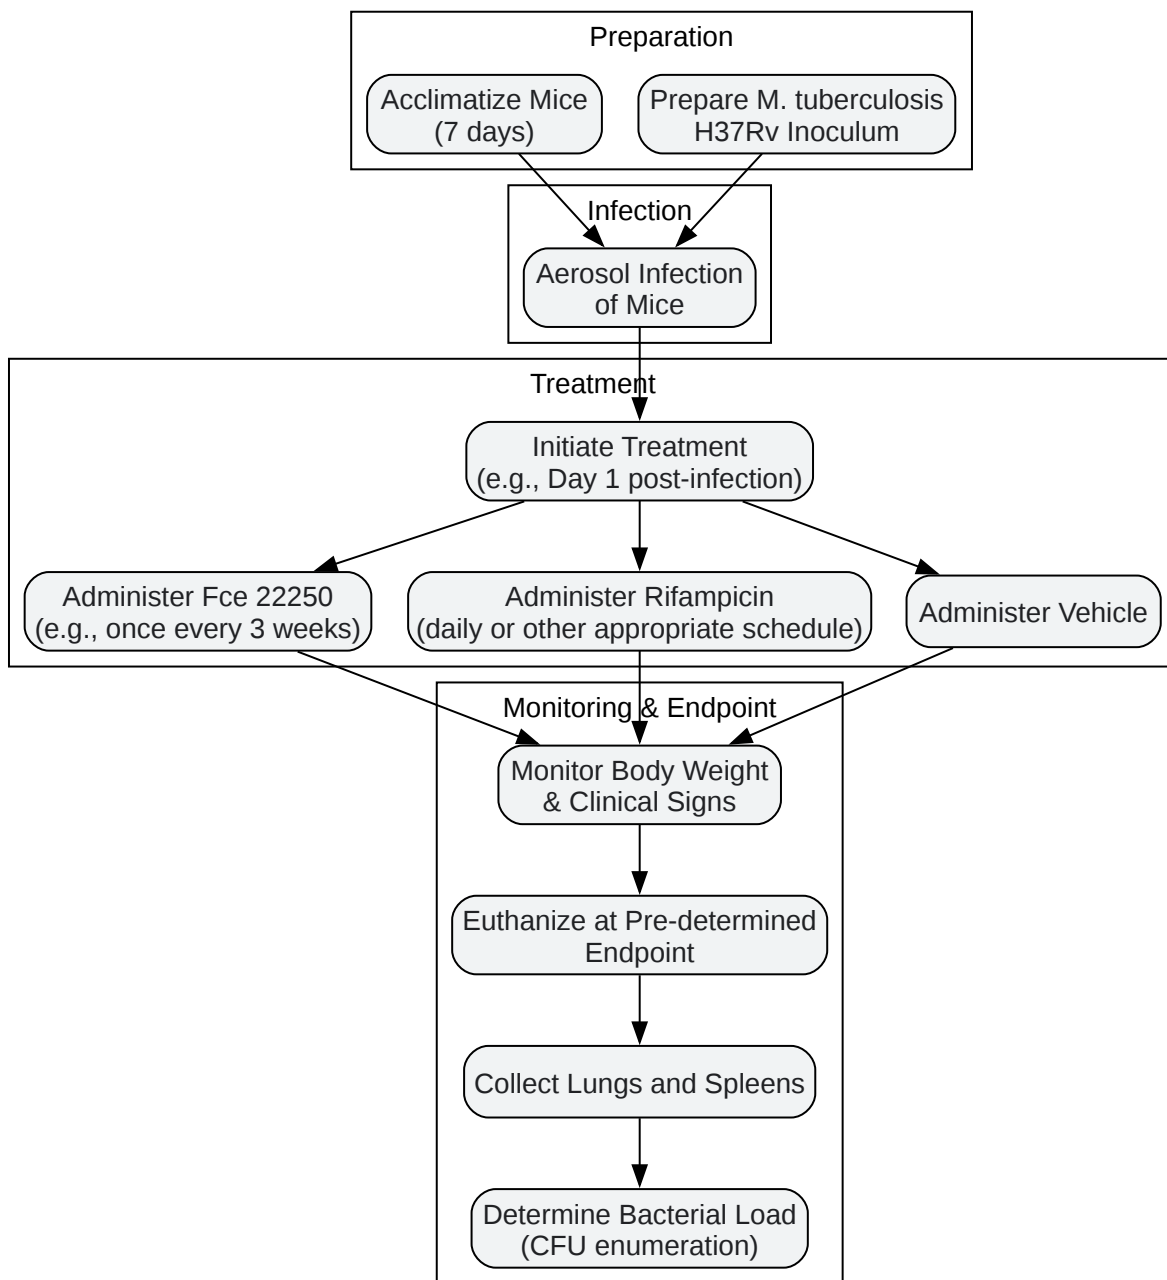 Preparation
Acclimatize Mice
(7 days)
Prepare M. tuberculosis
H37Rv Inoculum
Infection
Aerosol Infection
of Mice
Treatment
Initiate Treatment
(e.g., Day 1 post-infection)
Administer Fce 22250
(e.g., once every 3 weeks)
Administer Rifampicin
(daily or other appropriate schedule)
Administer Vehicle
Monitoring & Endpoint
Monitor Body Weight
& Clinical Signs
Euthanize at Pre-determined
Endpoint
Collect Lungs and Spleens
Determine Bacterial Load
(CFU enumeration)